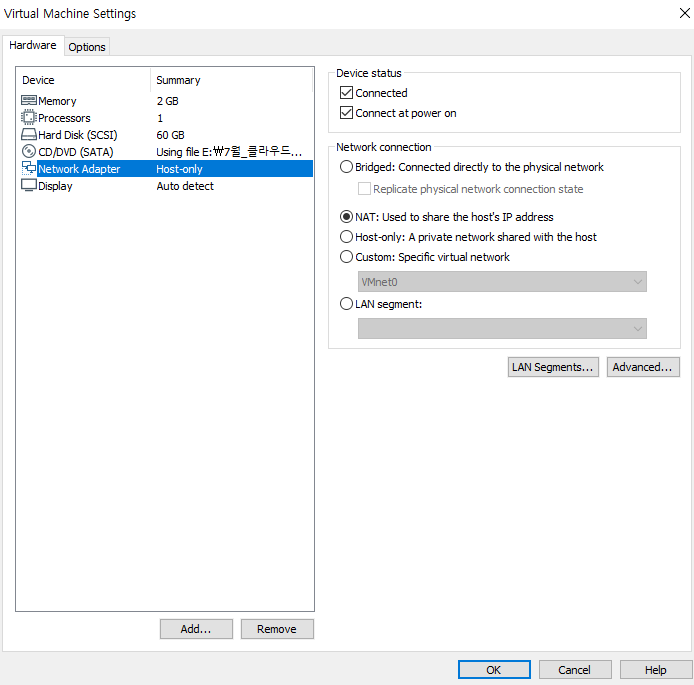 Virtual Machine Settings
Hardware
Options
Device Summary
Memory 2 GB
Processors 1
Hard Disk (SCSI) 60 GB
CD/DVD (SATA) Using file E:₩7월_클라우드...
Network Adapter Host-only
Display Auto detect
Add...
Remove
Device status
Connected
Connect at power on
Network connection
Bridged: Connected directly to the physical network
Replicate physical network connection state
NAT: Used to share the host's IP address
Host-only: A private network shared with the host
Custom: Specific virtual network
VMnet0
LAN segment:
LAN Segments...
Advanced...
OK
Cancel
Help